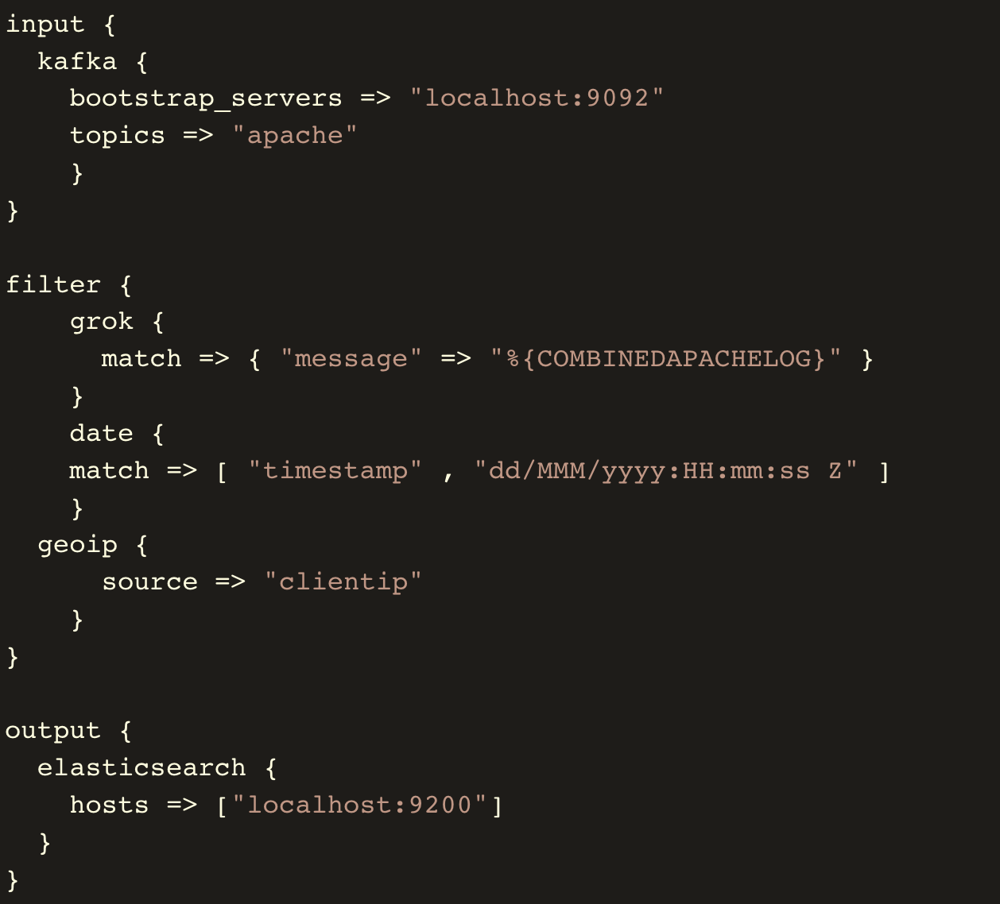 input {
  kafka {
    bootstrap_servers => "localhost:9092"
    topics => "apache"
    }
}

filter {
    grok {
      match => { "message" => "%{COMBINEDAPACHELOG}" }
    }
    date {
    match => [ "timestamp" , "dd/MMM/yyyy:HH:mm:ss Z" ]
    }
  geoip {
      source => "clientip"
    }
}

output {
  elasticsearch {
    hosts => ["localhost:9200"]
  }
}